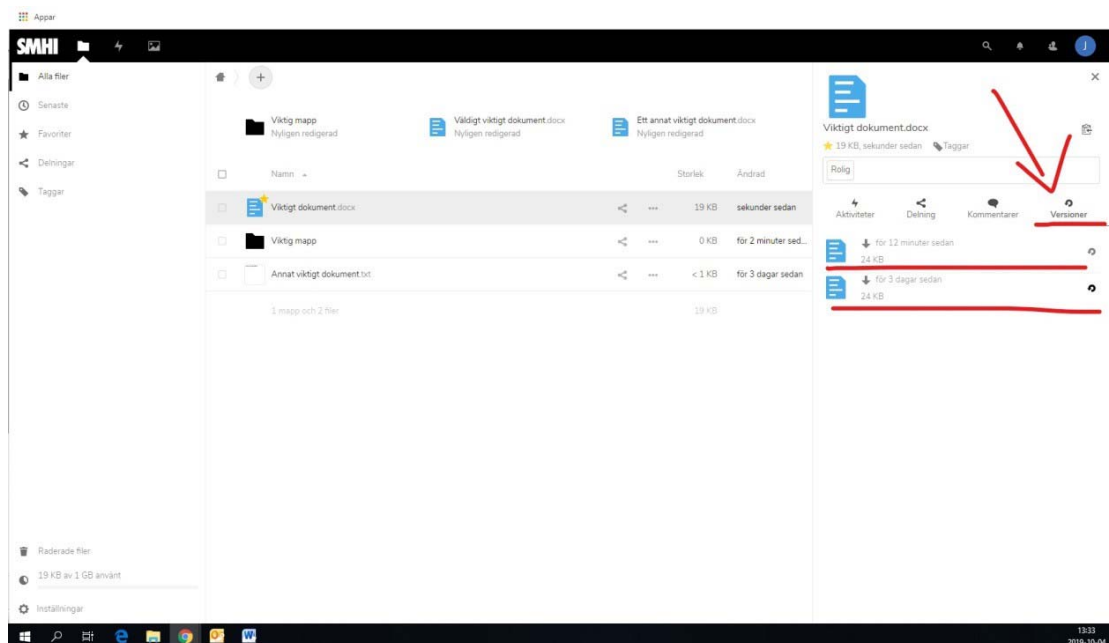 Appar
SMHI
J
Alla filer
Senaste
Favoriter
Delningar
Taggar
+
Viktig mapp
Nyligen redigerad
Väldigt viktigt dokument.docx
Nyligen redigerad
Ett annat viktigt dokument.docx
Nyligen redigerad
Namn
Storlek
Ändrad
Viktigt dokument.docx
19 KB
sekunder sedan
Viktig mapp
0 KB
för 2 minuter sed...
Annat viktigt dokument.txt
< 1 KB
för 3 dagar sedan
1 mapp och 2 filer
19 KB
Viktigt dokument.docx
19 KB, sekunder sedan
Taggar
Rolig
Aktiviteter
Delning
Kommentarer
Versioner
för 12 minuter sedan
24 KB
för 3 dagar sedan
24 KB
Raderade filer
19 KB av 1 GB använt
Inställningar
13:33
2019-10-04